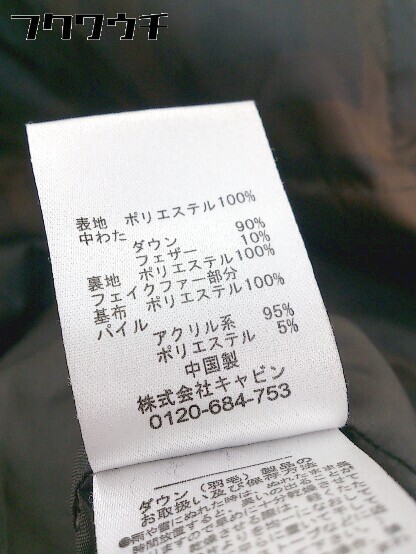 フクワウチ
表地 ポリエステル100%
中わた
ダウン 90%
フェザー 10%
裏地 ポリエステル100%
フェイクファー部分
基布 ポリエステル100%
パイル
アクリル系 95%
ポリエステル 5%
中国製
株式会社キャビン
0120-684-753
ダウン(羽毛)製品の
お取扱い及び保存方法